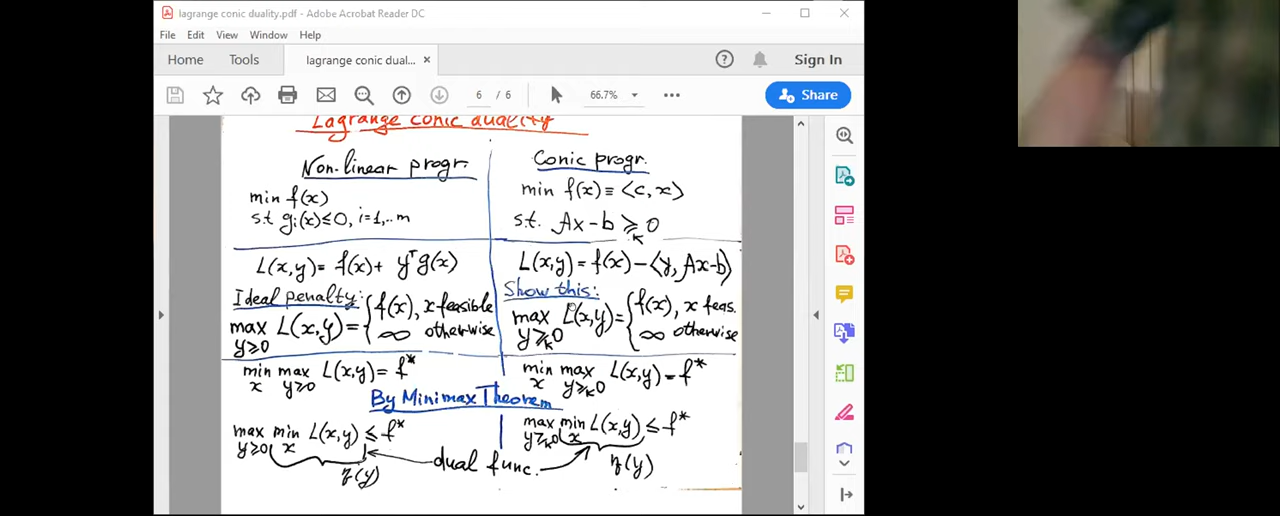 lagrange conic duality.pdf - Adobe Acrobat Reader DC
File Edit View Window Help
Home Tools lagrange conic dual... × Sign In
6 / 6 66.7% Share
Lagrange conic duality
Non-linear progr.
min f(x)
s.t gi(x)≤0, i=1,..m
L(x,y)= f(x)+ yᵀg(x)
Ideal penalty:
max L(x,y)= { f(x), x feasible
y≥0 ∞ otherwise
min max L(x,y)= f*
x y≥0
Conic progr.
min f(x)≡ ⟨c,x⟩
s.t. Ax-b ≥K 0
L(x,y)=f(x)-⟨y,Ax-b⟩
Show this:
max L(x,y)= { f(x), x feas.
y≥K0 ∞ otherwise
min max L(x,y)=f*
x y≥K0
By Minimax Theorem
max min L(x,y) ≤ f*
y≥0 x
max min L(x,y) ≤ f*
y≥K0 x
dual func.
η(y)
η(y)